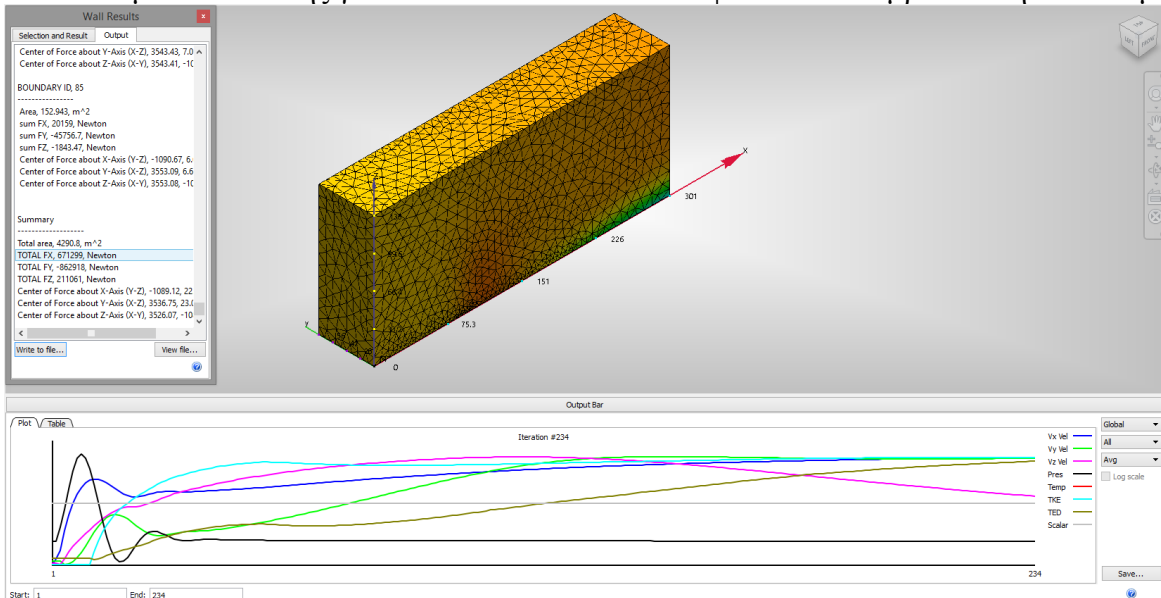 Wall Results
x
Selection and Result
Output
Center of Force about Y-Axis (X-Z), 3543.43, 7.0
Center of Force about Z-Axis (X-Y), 3543.41, -10
BOUNDARY ID, 85
----------------
Area, 152.943, m^2
sum FX, 20159, Newton
sum FY, -45756.7, Newton
sum FZ, -1843.47, Newton
Center of Force about X-Axis (Y-Z), -1090.67, 6.
Center of Force about Y-Axis (X-Z), 3553.09, 6.6
Center of Force about Z-Axis (X-Y), 3553.08, -10
Summary
-------------------
Total area, 4290.8, m^2
TOTAL FX, 671299, Newton
TOTAL FY, -862918, Newton
TOTAL FZ, 211061, Newton
Center of Force about X-Axis (Y-Z), -1089.12, 22
Center of Force about Y-Axis (X-Z), 3536.75, 23.0
Center of Force about Z-Axis (X-Y), 3526.07, -10
Write to file...
View file...
TOP
LEFT
FRONT
X
301
226
151
75.3
0
Y
Output Bar
Plot
Table
Iteration #234
Vx Vel
Vy Vel
Vz Vel
Pres
Temp
TKE
TED
Scalar
Global
All
Avg
Log scale
Save...
1
234
Start: 1
End: 234